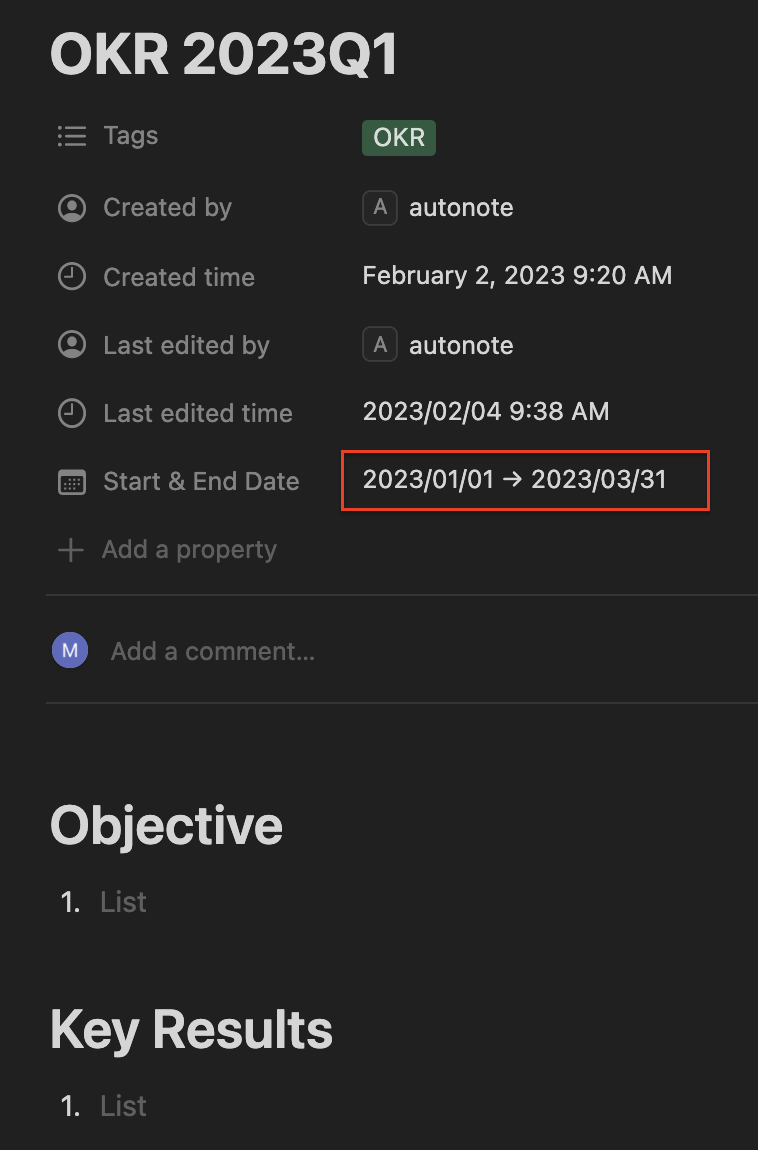 OKR 2023Q1
Tags OKR
Created by A autonote
Created time February 2, 2023 9:20 AM
Last edited by A autonote
Last edited time 2023/02/04 9:38 AM
Start & End Date 2023/01/01 → 2023/03/31
+ Add a property
M Add a comment...
Objective
1. List
Key Results
1. List